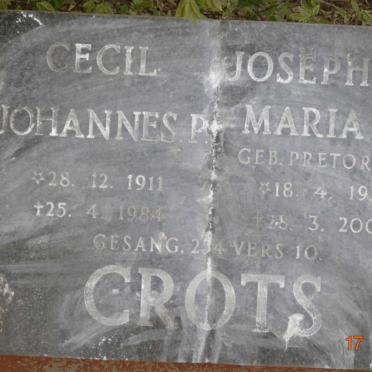 CECIL JOSEPH
JOHANNES.P. MARIA
GEB. PRETOR
*28. 12. 1911 *18. 4. 19
†25. 4. 1984 †28. 3. 200
GESANG. 254 VERS 10.
CROTS
17